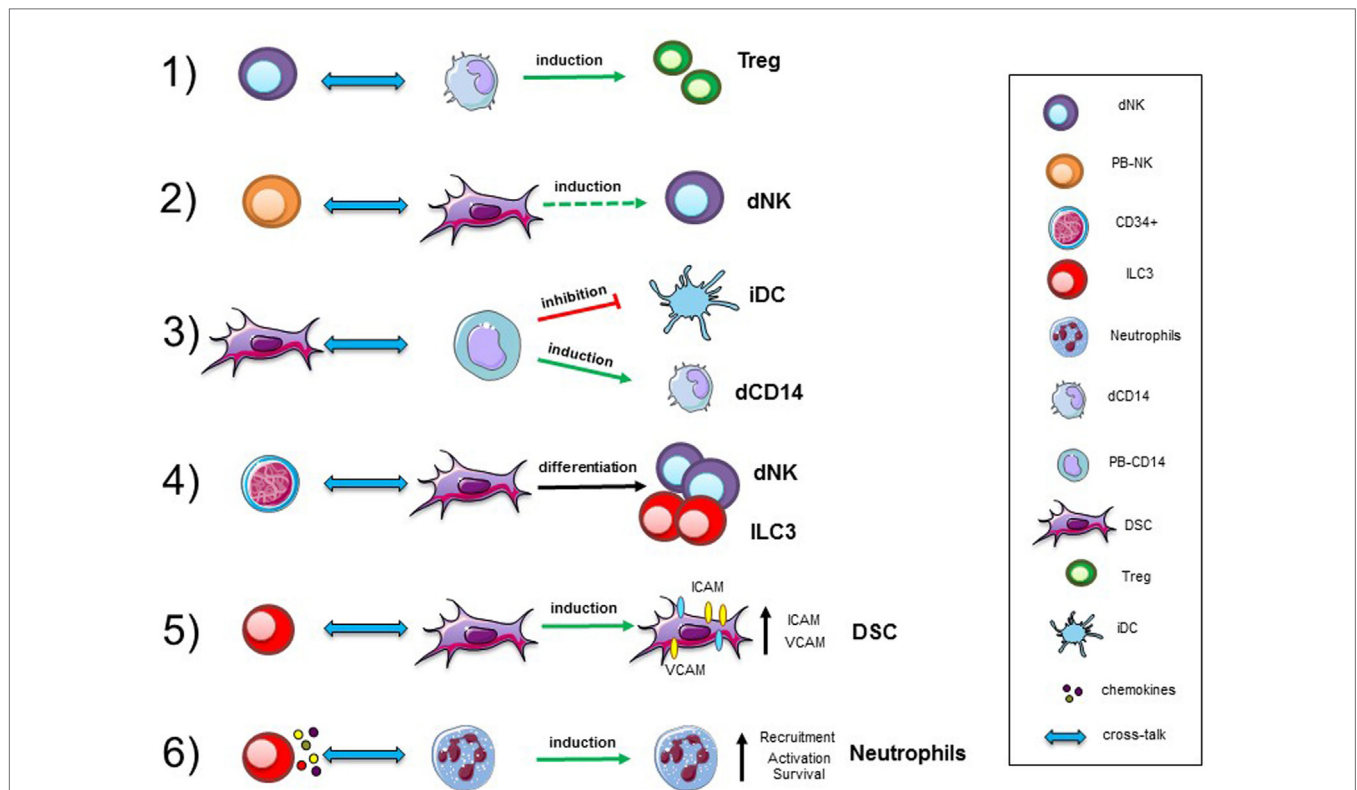 1)
induction
Treg
2)
induction
dNK
3)
inhibition
iDC
induction
dCD14
4)
differentiation
dNK
ILC3
5)
induction
ICAM
VCAM
ICAM
VCAM
DSC
6)
induction
Recruitment
Activation
Survival
Neutrophils
dNK
PB-NK
CD34+
ILC3
Neutrophils
dCD14
PB-CD14
DSC
Treg
iDC
chemokines
cross-talk